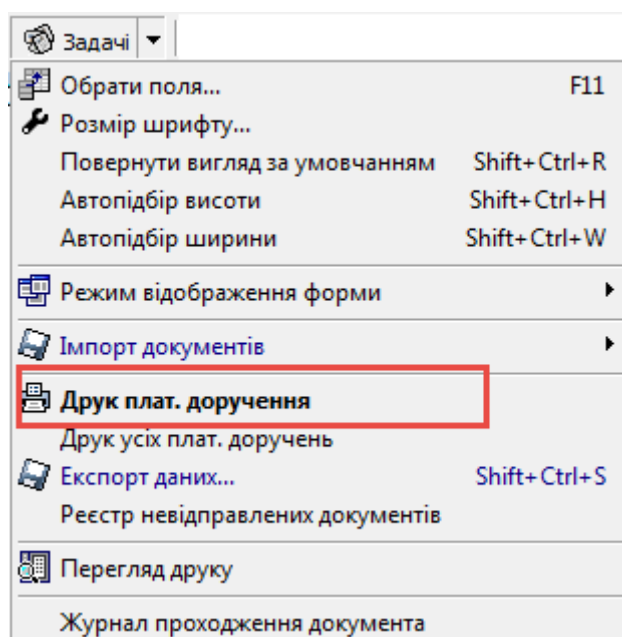 Задачі
Обрати поля... F11
Розмір шрифту...
Повернути вигляд за умовчанням Shift+Ctrl+R
Автопідбір висоти Shift+Ctrl+H
Автопідбір ширини Shift+Ctrl+W
Режим відображення форми
Імпорт документів
Друк плат. доручення
Друк усіх плат. доручень
Експорт даних... Shift+Ctrl+S
Реєстр невідправлених документів
Перегляд друку
Журнал проходження документа